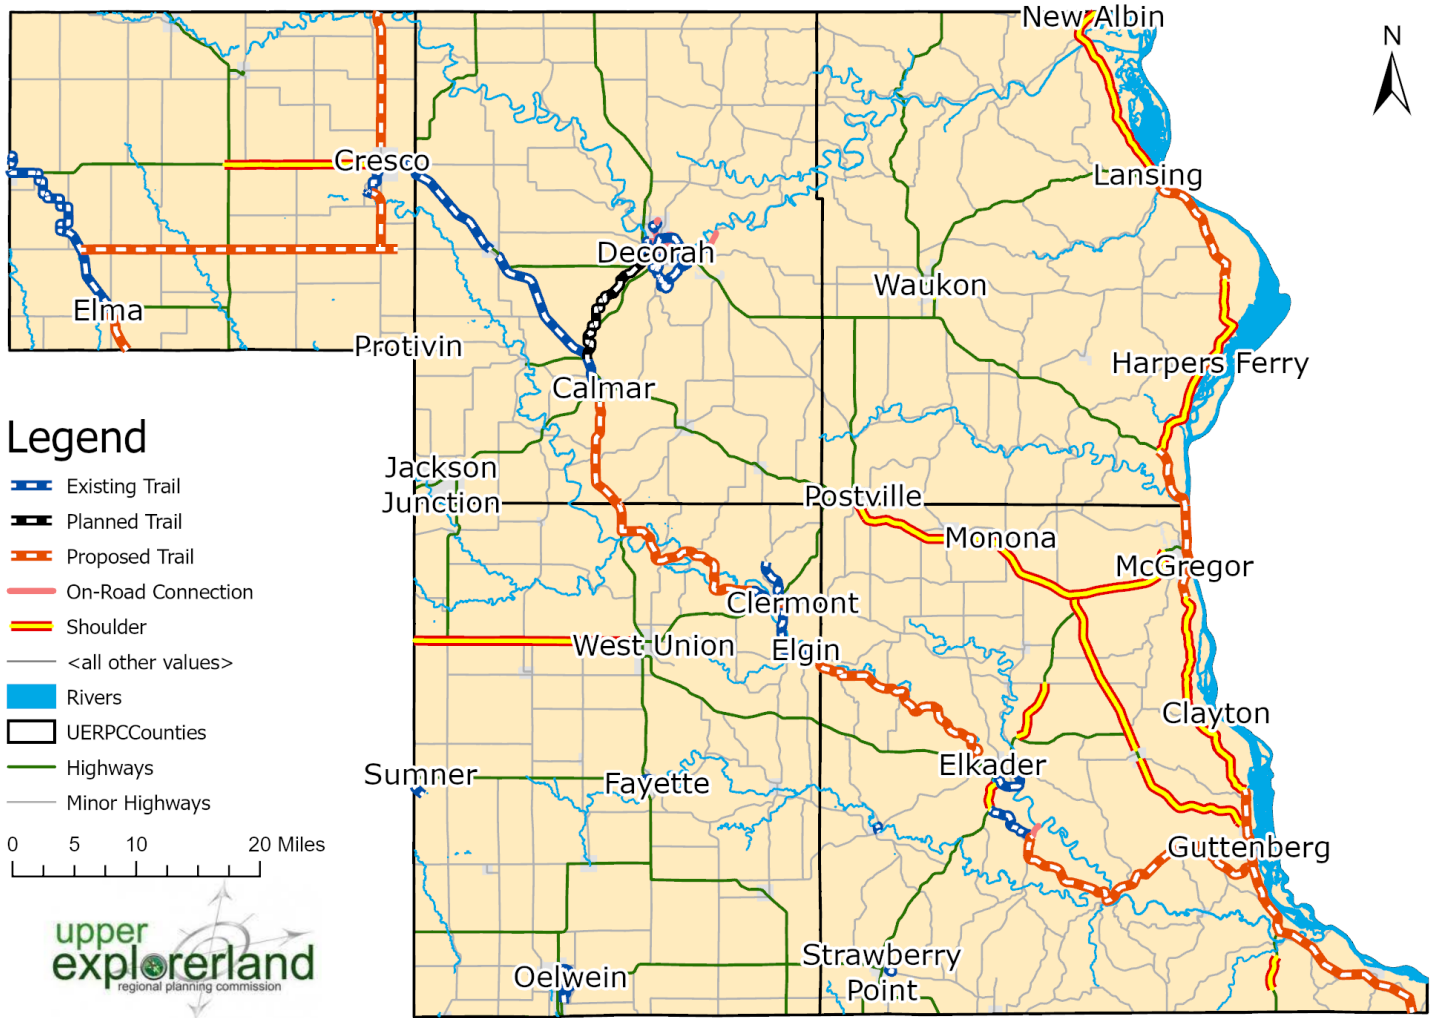 New Albin
N
Cresco
Lansing
Decorah
Waukon
Elma
Protivin
Harpers Ferry
Calmar
Legend
Existing Trail
Planned Trail
Proposed Trail
On-Road Connection
Shoulder
<all other values>
Rivers
UERPCCounties
Highways
Minor Highways
0 5 10 20 Miles
upper
explorerland
regional planning commission
Jackson
Junction
Postville
Monona
McGregor
Clermont
West Union
Elgin
Clayton
Sumner
Fayette
Elkader
Guttenberg
Oelwein
Strawberry
Point